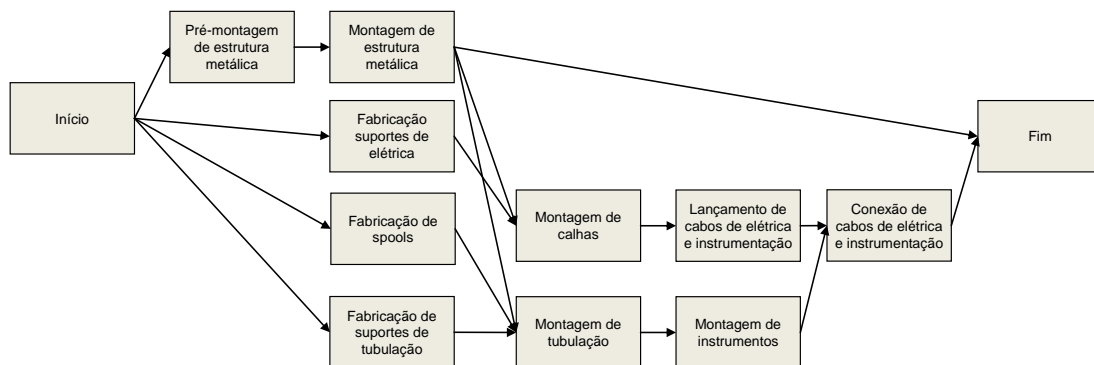 Pré-montagem
de estrutura
metálica
Montagem de
estrutura
metálica
Início
Fabricação
suportes de
elétrica
Fim
Fabricação de
spools
Montagem de
calhas
Lançamento de
cabos de elétrica
e instrumentação
Conexão de
cabos de elétrica
e instrumentação
Fabricação de
suportes de
tubulação
Montagem de
tubulação
Montagem de
instrumentos